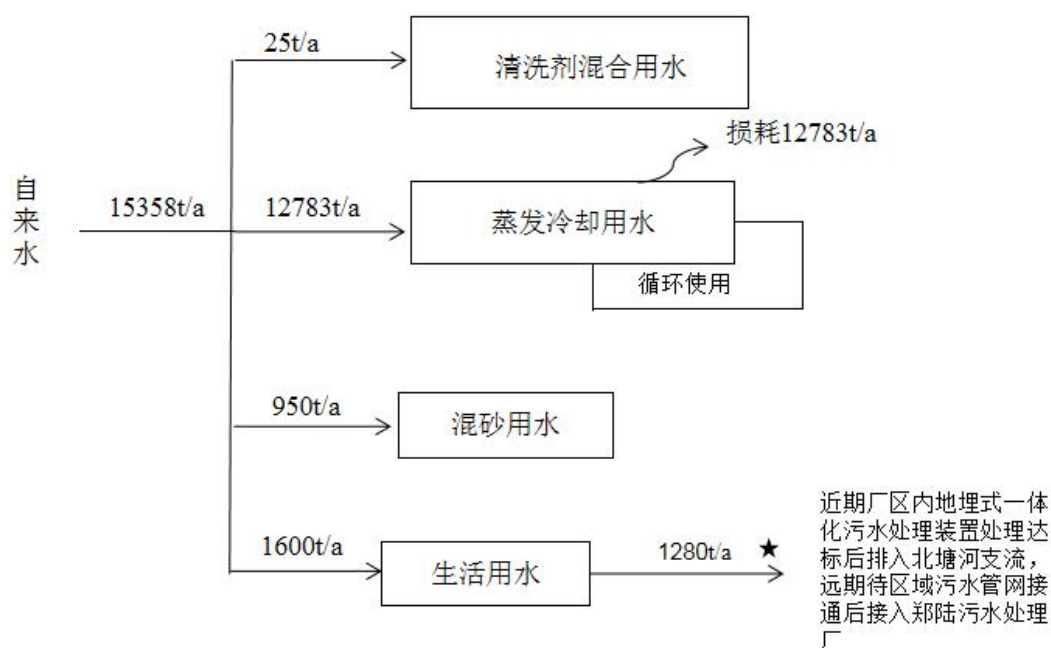 25t/a
清洗剂混合用水
损耗12783t/a
自来水
15358t/a
12783t/a
蒸发冷却用水
循环使用
950t/a
混砂用水
1600t/a
生活用水
1280t/a ★
近期厂区内地埋式一体
化污水处理装置处理达
标后排入北塘河支流，
远期待区域污水管网接
通后接入郑陆污水处理
厂